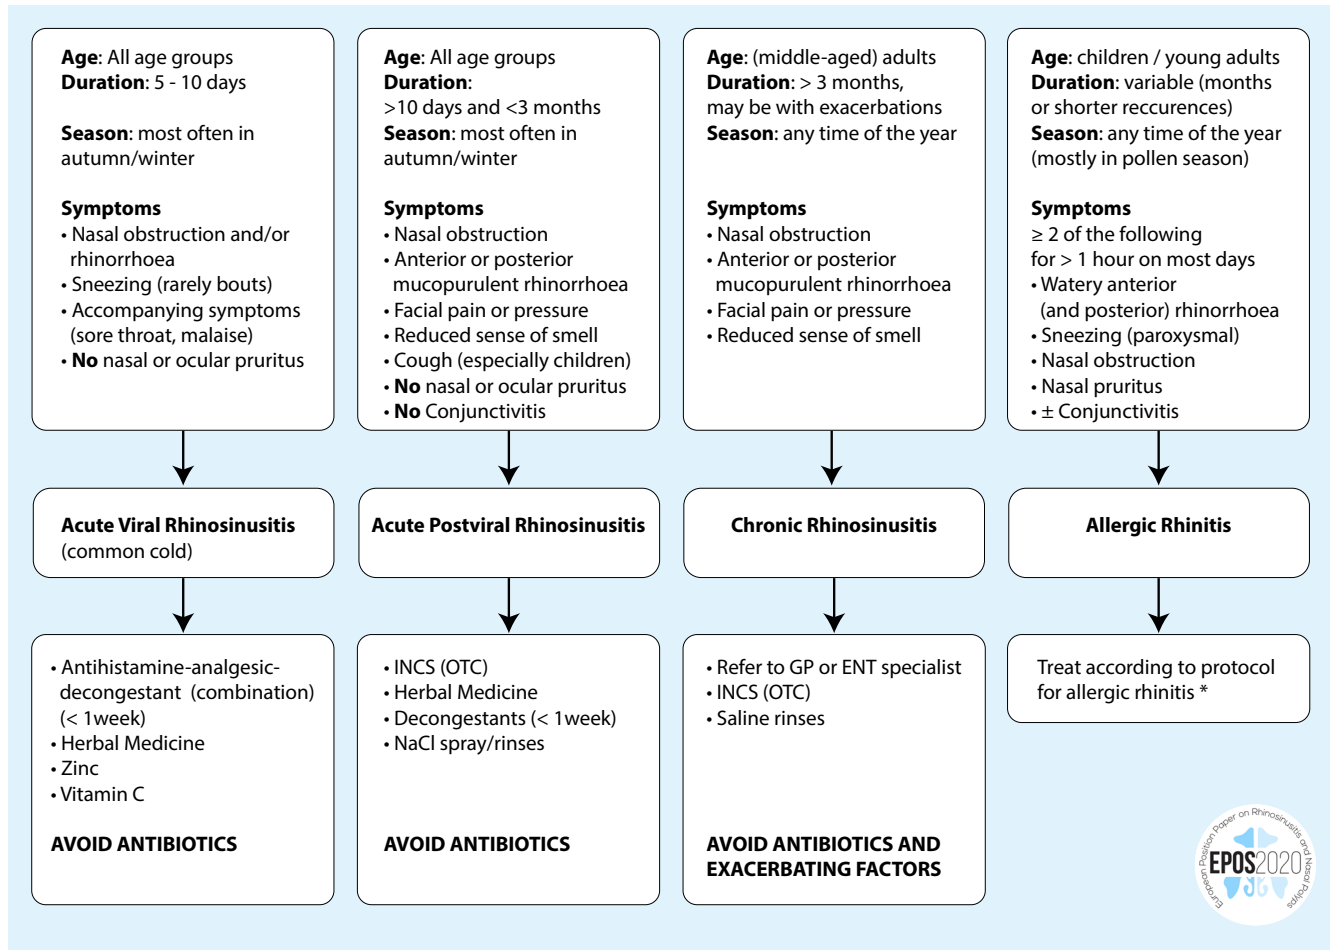 Age: All age groups
Duration: 5 - 10 days
Season: most often in
autumn/winter
Symptoms
• Nasal obstruction and/or
rhinorrhoea
• Sneezing (rarely bouts)
• Accompanying symptoms
(sore throat, malaise)
• No nasal or ocular pruritus
Age: All age groups
Duration:
>10 days and <3 months
Season: most often in
autumn/winter
Symptoms
• Nasal obstruction
• Anterior or posterior
mucopurulent rhinorrhoea
• Facial pain or pressure
• Reduced sense of smell
• Cough (especially children)
• No nasal or ocular pruritus
• No Conjunctivitis
Age: (middle-aged) adults
Duration: > 3 months,
may be with exacerbations
Season: any time of the year
Symptoms
• Nasal obstruction
• Anterior or posterior
mucopurulent rhinorrhoea
• Facial pain or pressure
• Reduced sense of smell
Age: children / young adults
Duration: variable (months
or shorter reccurences)
Season: any time of the year
(mostly in pollen season)
Symptoms
≥ 2 of the following
for > 1 hour on most days
• Watery anterior
(and posterior) rhinorrhoea
• Sneezing (paroxysmal)
• Nasal obstruction
• Nasal pruritus
• ± Conjunctivitis
Acute Viral Rhinosinusitis
(common cold)
Acute Postviral Rhinosinusitis
Chronic Rhinosinusitis
Allergic Rhinitis
• Antihistamine-analgesic-
decongestant (combination)
(< 1week)
• Herbal Medicine
• Zinc
• Vitamin C
AVOID ANTIBIOTICS
• INCS (OTC)
• Herbal Medicine
• Decongestants (< 1week)
• NaCl spray/rinses
AVOID ANTIBIOTICS
• Refer to GP or ENT specialist
• INCS (OTC)
• Saline rinses
AVOID ANTIBIOTICS AND
EXACERBATING FACTORS
Treat according to protocol
for allergic rhinitis *
European Position Paper on Rhinosinusitis and Nasal Polyps
EPOS2020